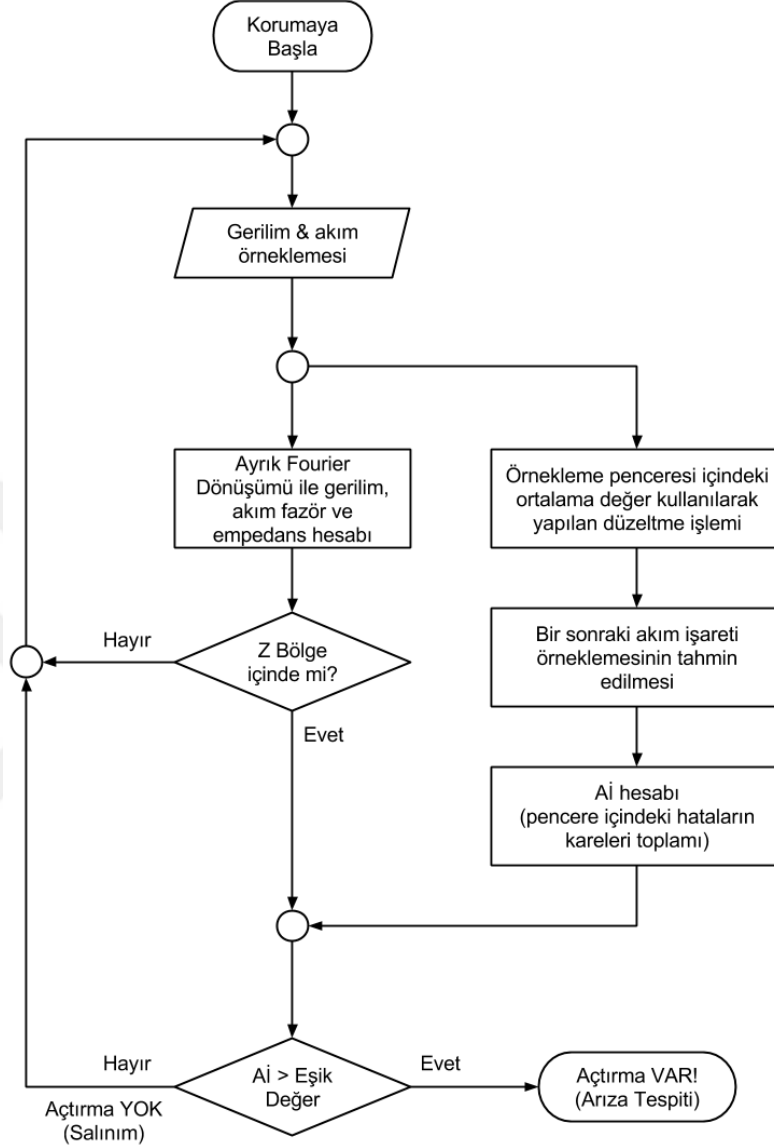 Korumaya
Başla
Gerilim & akım
örneklemesi
Ayrık Fourier
Dönüşümü ile gerilim,
akım fazör ve
empedans hesabı
Örnekleme penceresi içindeki
ortalama değer kullanılarak
yapılan düzeltme işlemi
Hayır
Z Bölge
içinde mi?
Evet
Bir sonraki akım işareti
örneklemesinin tahmin
edilmesi
Aİ hesabı
(pencere içindeki hataların
kareleri toplamı)
Hayır
Aİ > Eşik
Değer
Evet
Açtırma YOK
(Salınım)
Açtırma VAR!
(Arıza Tespiti)